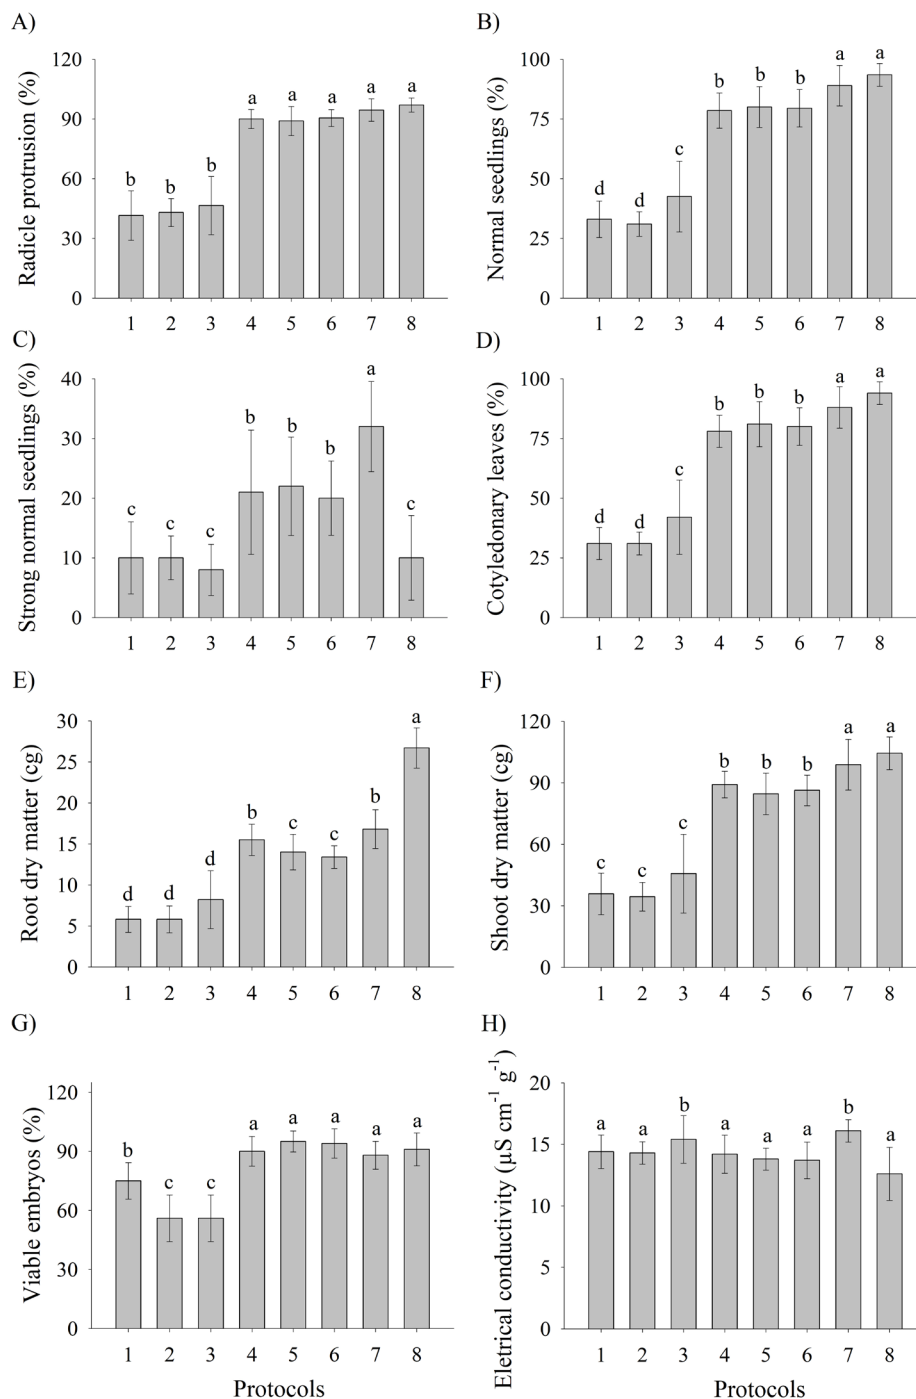 A)
Radicle protrusion (%)
120
90
60
30
0
b b b a a a a a
1 2 3 4 5 6 7 8
B)
Normal seedlings (%)
100
75
50
25
0
d d c b b b a a
1 2 3 4 5 6 7 8
C)
Strong normal seedlings (%)
40
30
20
10
0
c c c b b b a c
1 2 3 4 5 6 7 8
D)
Cotyledonary leaves (%)
100
75
50
25
0
d d c b b b a a
1 2 3 4 5 6 7 8
E)
Root dry matter (cg)
30
25
20
15
10
5
0
d d d b c c b a
1 2 3 4 5 6 7 8
F)
Shoot dry matter (cg)
120
90
60
30
0
c c c b b b a a
1 2 3 4 5 6 7 8
G)
Viable embryos (%)
120
90
60
30
0
b c c a a a a a
1 2 3 4 5 6 7 8
Protocols
H)
Eletrical conductivity (µS cm⁻¹ g⁻¹)
20
15
10
5
0
a a b a a a b a
1 2 3 4 5 6 7 8
Protocols